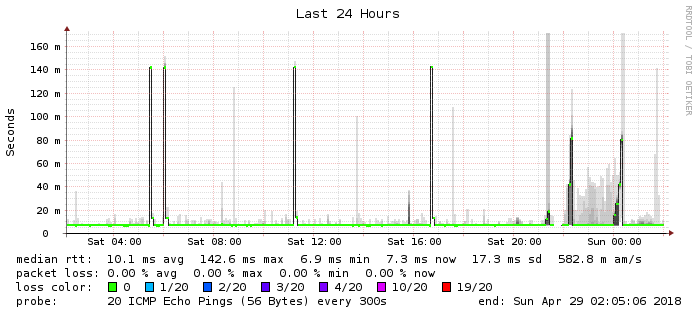 Last 24 Hours
RRDTOOL / TOBI OETIKER
Seconds
160 m
140 m
120 m
100 m
80 m
60 m
40 m
20 m
0
Sat 04:00 Sat 08:00 Sat 12:00 Sat 16:00 Sat 20:00 Sun 00:00
median rtt: 10.1 ms avg 142.6 ms max 6.9 ms min 7.3 ms now 17.3 ms sd 582.8 m am/s
packet loss: 0.00 % avg 0.00 % max 0.00 % min 0.00 % now
loss color: 0 1/20 2/20 3/20 4/20 10/20 19/20
probe: 20 ICMP Echo Pings (56 Bytes) every 300s end: Sun Apr 29 02:05:06 2018